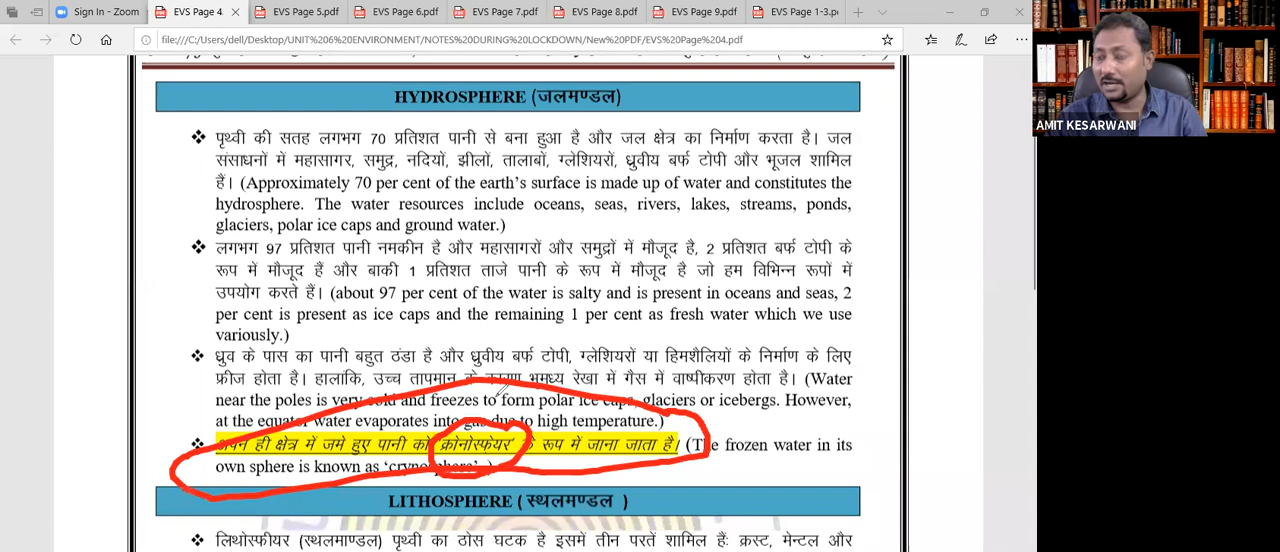 Sign In - Zoom
EVS Page 4
EVS Page 5.pdf
EVS Page 6.pdf
EVS Page 7.pdf
EVS Page 8.pdf
EVS Page 9.pdf
EVS Page 1-3.p
file:///C:/Users/dell/Desktop/UNIT%206%20ENVIRONMENT/NOTES%20DURING%20LOCKDOWN/New%20PDF/EVS%20Page%204.pdf
AMIT KESARWANI
HYDROSPHERE (जलमण्डल)
पृथ्वी की सतह लगभग 70 प्रतिशत पानी से बना हुआ है और जल क्षेत्र का निर्माण करता है। जल
संसाधनों में महासागर, समुद्र, नदियों, झीलों, तालाबों, ग्लेशियरों, ध्रुवीय बर्फ टोपी और भूजल शामिल
हैं। (Approximately 70 per cent of the earth's surface is made up of water and constitutes the
hydrosphere. The water resources include oceans, seas, rivers, lakes, streams, ponds,
glaciers, polar ice caps and ground water.)
लगभग 97 प्रतिशत पानी नमकीन है और महासागरों और समुद्रों में मौजूद है, 2 प्रतिशत बर्फ टोपी के
रूप में मौजूद हैं और बाकी 1 प्रतिशत ताजे पानी के रूप में मौजूद है जो हम विभिन्न रूपों में
उपयोग करते हैं। (about 97 per cent of the water is salty and is present in oceans and seas, 2
per cent is present as ice caps and the remaining 1 per cent as fresh water which we use
variously.)
ध्रुव के पास का पानी बहुत ठंडा है और ध्रुवीय बर्फ टोपी, ग्लेशियरों या हिमशैलियों के निर्माण के लिए
फ्रीज होता है। हालांकि, उच्च तापमान के कारण भूमध्य रेखा में गैस में वाष्पीकरण होता है। (Water
near the poles is very cold and freezes to form polar ice caps, glaciers or icebergs. However,
at the equator water evaporates into gas due to high temperature.)
अपने ही क्षेत्र में जमे हुए पानी को क्रोनोस्फेयर' के रूप में जाना जाता है। (The frozen water in its
own sphere is known as 'crynosphere'.)
LITHOSPHERE ( स्थलमण्डल )
लिथोस्फीयर (स्थलमाण्डल) पृथ्वी का ठोस घटक है इसमें तीन परतें शामिल हैं: क्रस्ट, मेन्टल और